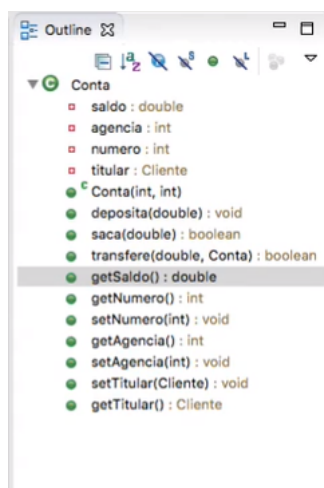 Outline
Conta
saldo : double
agencia : int
numero : int
titular : Cliente
Conta(int, int)
deposita(double) : void
saca(double) : boolean
transfere(double, Conta) : boolean
getSaldo() : double
getNumero() : int
setNumero(int) : void
getAgencia() : int
setAgencia(int) : void
setTitular(Cliente) : void
getTitular() : Cliente